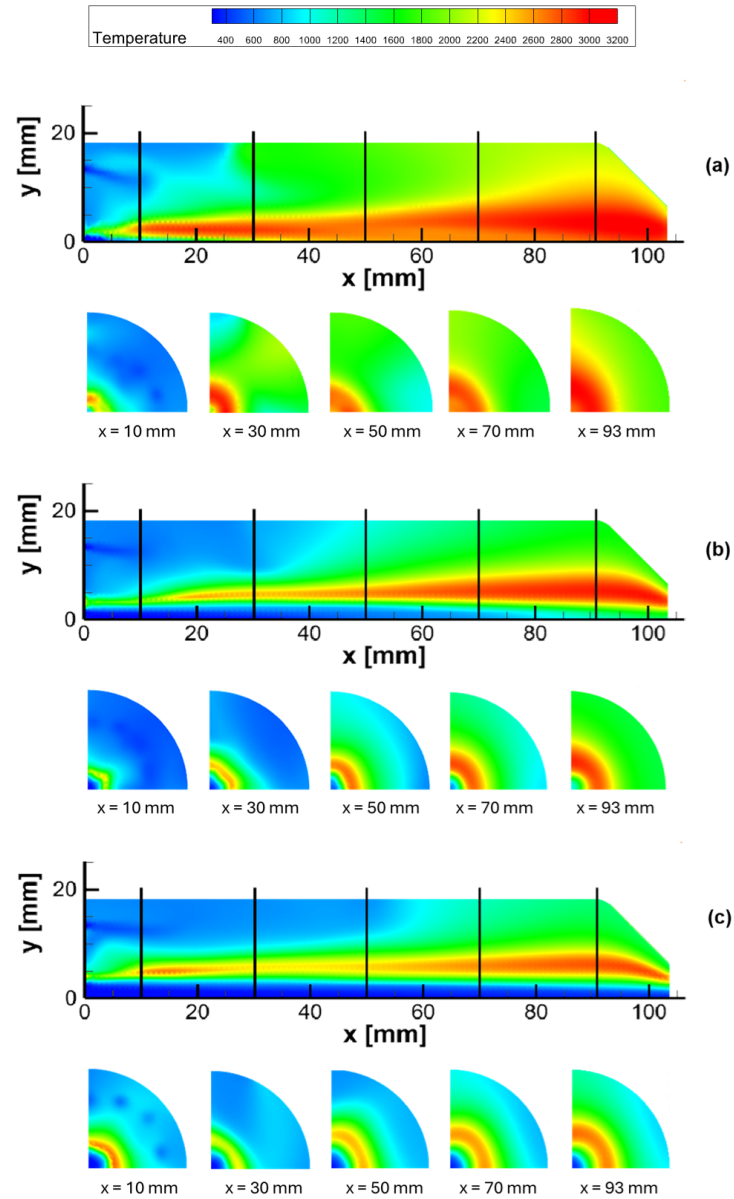 Temperature 400 600 800 1000 1200 1400 1600 1800 2000 2200 2400 2600 2800 3000 3200
20
y [mm]
(a)
0
0 20 40 60 80 100
x [mm]
x = 10 mm x = 30 mm x = 50 mm x = 70 mm x = 93 mm
20
y [mm]
(b)
0
0 20 40 60 80 100
x [mm]
x = 10 mm x = 30 mm x = 50 mm x = 70 mm x = 93 mm
20
y [mm]
(c)
0
0 20 40 60 80 100
x [mm]
x = 10 mm x = 30 mm x = 50 mm x = 70 mm x = 93 mm